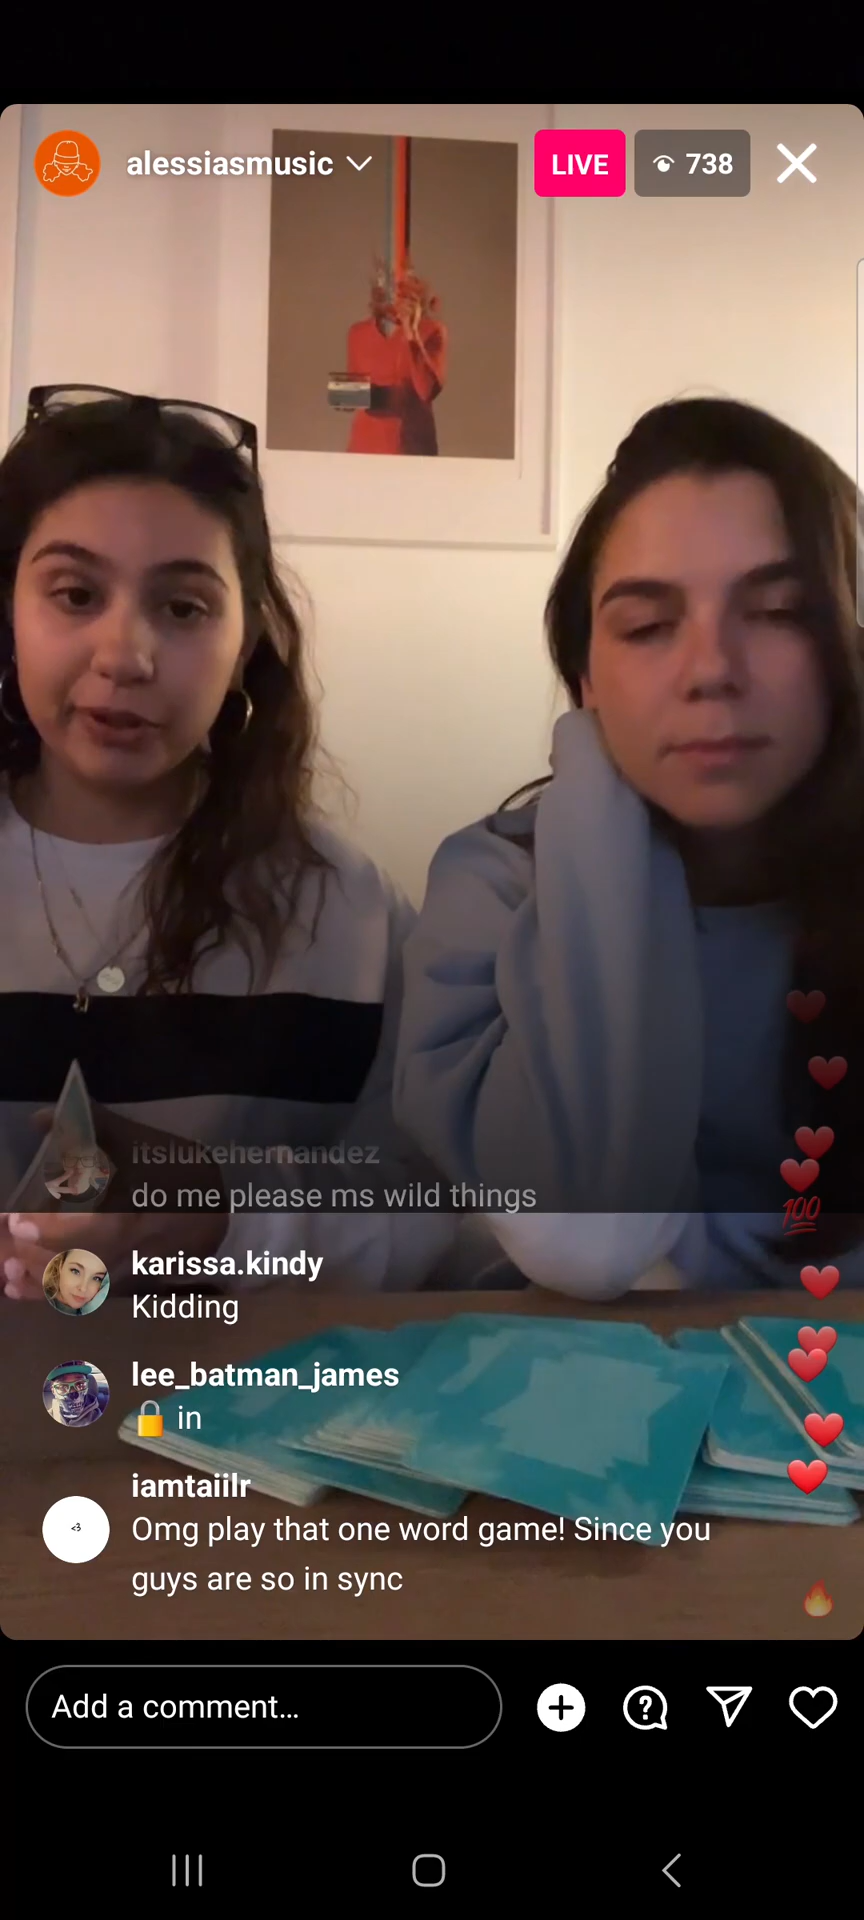 alessiasmusic
LIVE
738
itslukehernandez
do me please ms wild things
karissa.kindy
Kidding
lee_batman_james
🔒 in
iamtaiilr
<3
Omg play that one word game! Since you
guys are so in sync
💯
Add a comment...